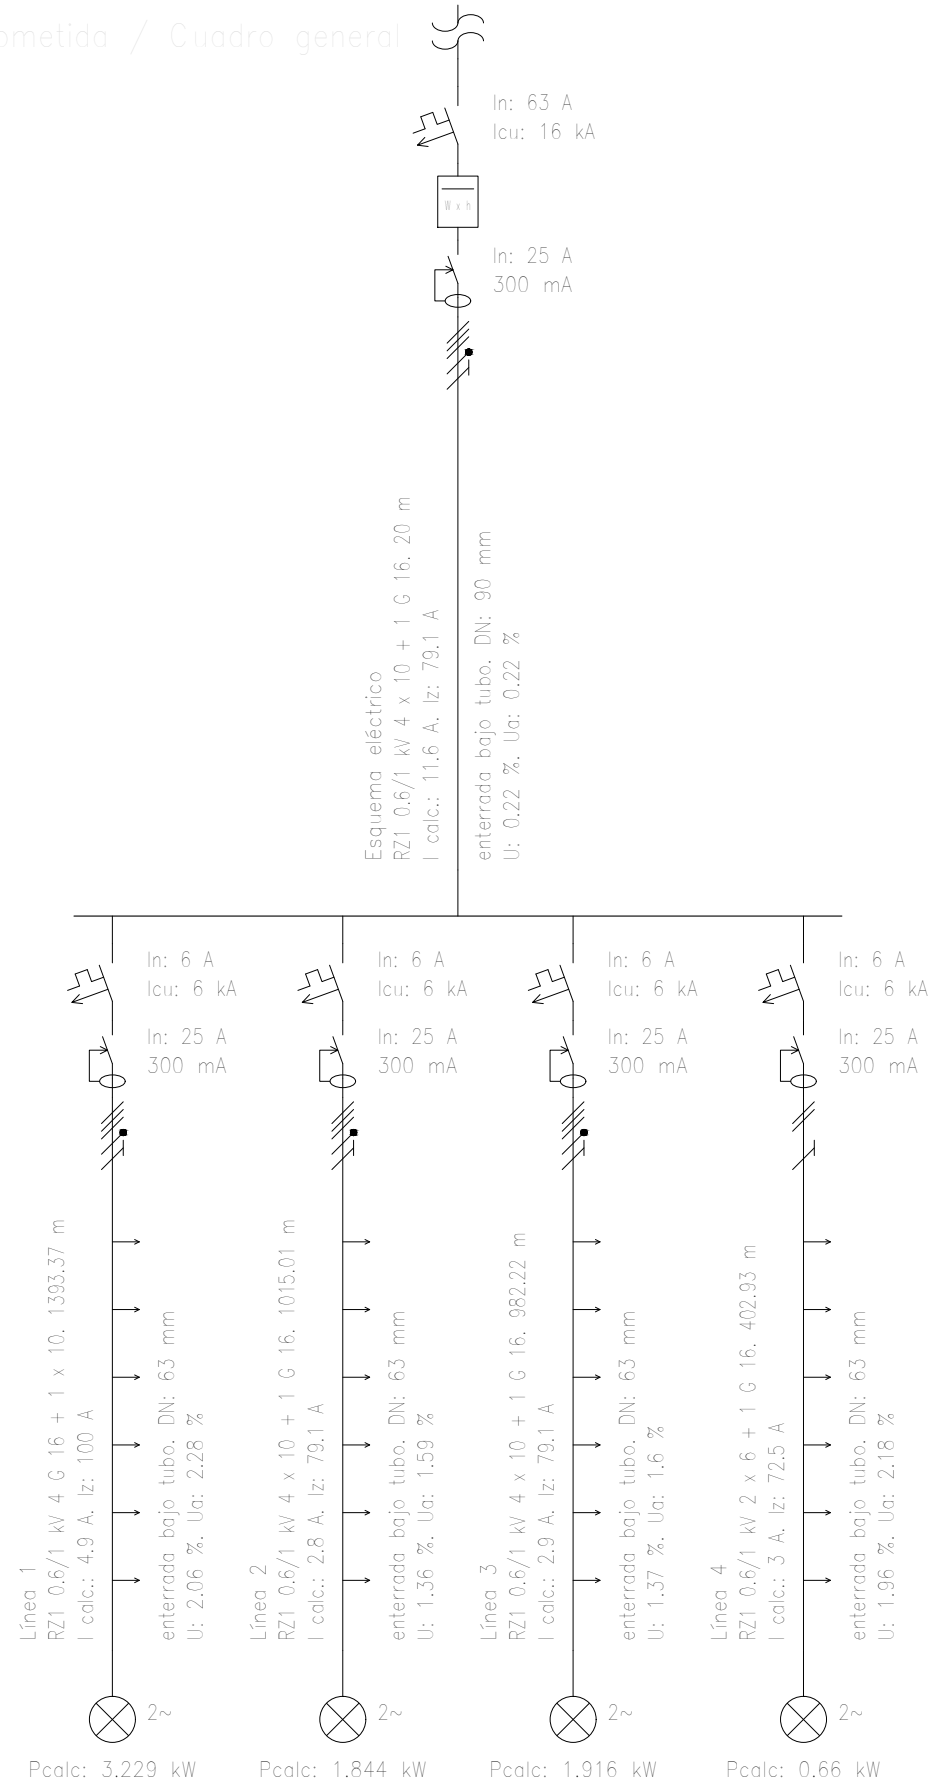 ometida / Cuadro general
In: 63 A
Icu: 16 kA
W x h
In: 25 A
300 mA
Esquema eléctrico
RZ1 0.6/1 kV 4 x 10 + 1 G 16. 20 m
I calc.: 11.6 A. Iz: 79.1 A
enterrada bajo tubo. DN: 90 mm
U: 0.22 %. Ua: 0.22 %
In: 6 A
Icu: 6 kA
In: 25 A
300 mA
Línea 1
RZ1 0.6/1 kV 4 G 16 + 1 x 10. 1393.37 m
I calc.: 4.9 A. Iz: 100 A
enterrada bajo tubo. DN: 63 mm
U: 2.06 %. Ua: 2.28 %
2~
Pcalc: 3.229 kW
In: 6 A
Icu: 6 kA
In: 25 A
300 mA
Línea 2
RZ1 0.6/1 kV 4 x 10 + 1 G 16. 1015.01 m
I calc.: 2.8 A. Iz: 79.1 A
enterrada bajo tubo. DN: 63 mm
U: 1.36 %. Ua: 1.59 %
2~
Pcalc: 1.844 kW
In: 6 A
Icu: 6 kA
In: 25 A
300 mA
Línea 3
RZ1 0.6/1 kV 4 x 10 + 1 G 16. 982.22 m
I calc.: 2.9 A. Iz: 79.1 A
enterrada bajo tubo. DN: 63 mm
U: 1.37 %. Ua: 1.6 %
2~
Pcalc: 1.916 kW
In: 6 A
Icu: 6 kA
In: 25 A
300 mA
Línea 4
RZ1 0.6/1 kV 2 x 6 + 1 G 16. 402.93 m
I calc.: 3 A. Iz: 72.5 A
enterrada bajo tubo. DN: 63 mm
U: 1.96 %. Ua: 2.18 %
2~
Pcalc: 0.66 kW